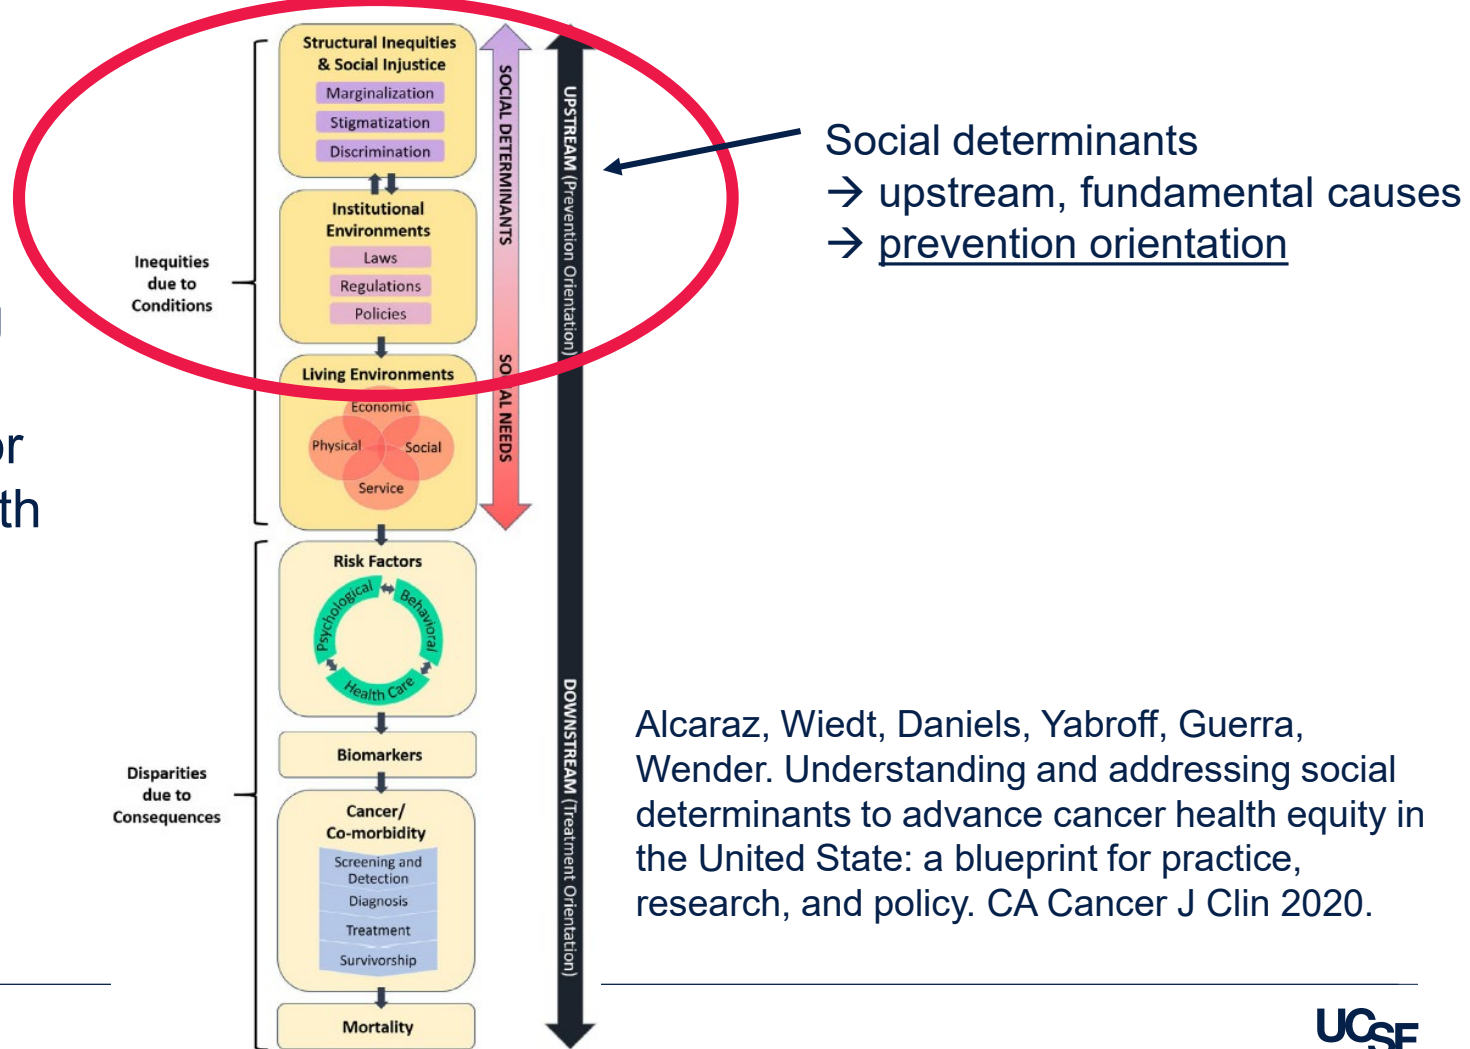 Structural Inequities
& Social Injustice
Marginalization
Stigmatization
Discrimination
Institutional
Environments
Laws
Regulations
Policies
Inequities
due to
Conditions
Living Environments
Economic
Physical
Social
Service
SOCIAL DETERMINANTS
NEEDS
UPSTREAM (Prevention Orientation)
DOWNSTREAM (Treatment Orientation)
Social determinants
→ upstream, fundamental causes
→ prevention orientation
or
th
Risk Factors
Psychological
Behavioral
Health Care
Biomarkers
Disparities
due to
Consequences
Cancer/
Co-morbidity
Screening and
Detection
Diagnosis
Treatment
Survivorship
Mortality
Alcaraz, Wiedt, Daniels, Yabroff, Guerra,
Wender. Understanding and addressing social
determinants to advance cancer health equity in
the United State: a blueprint for practice,
research, and policy. CA Cancer J Clin 2020.
UCSF